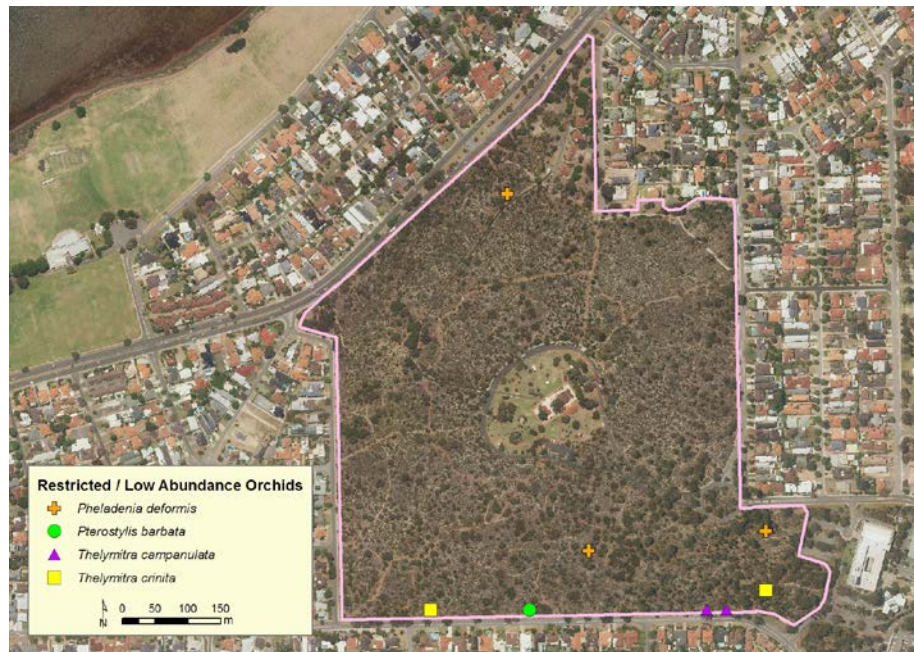 Restricted / Low Abundance Orchids
Pheladenia deformis
Pterostylis barbata
Thelymitra campanulata
Thelymitra crinita
N
0 50 100 150
m